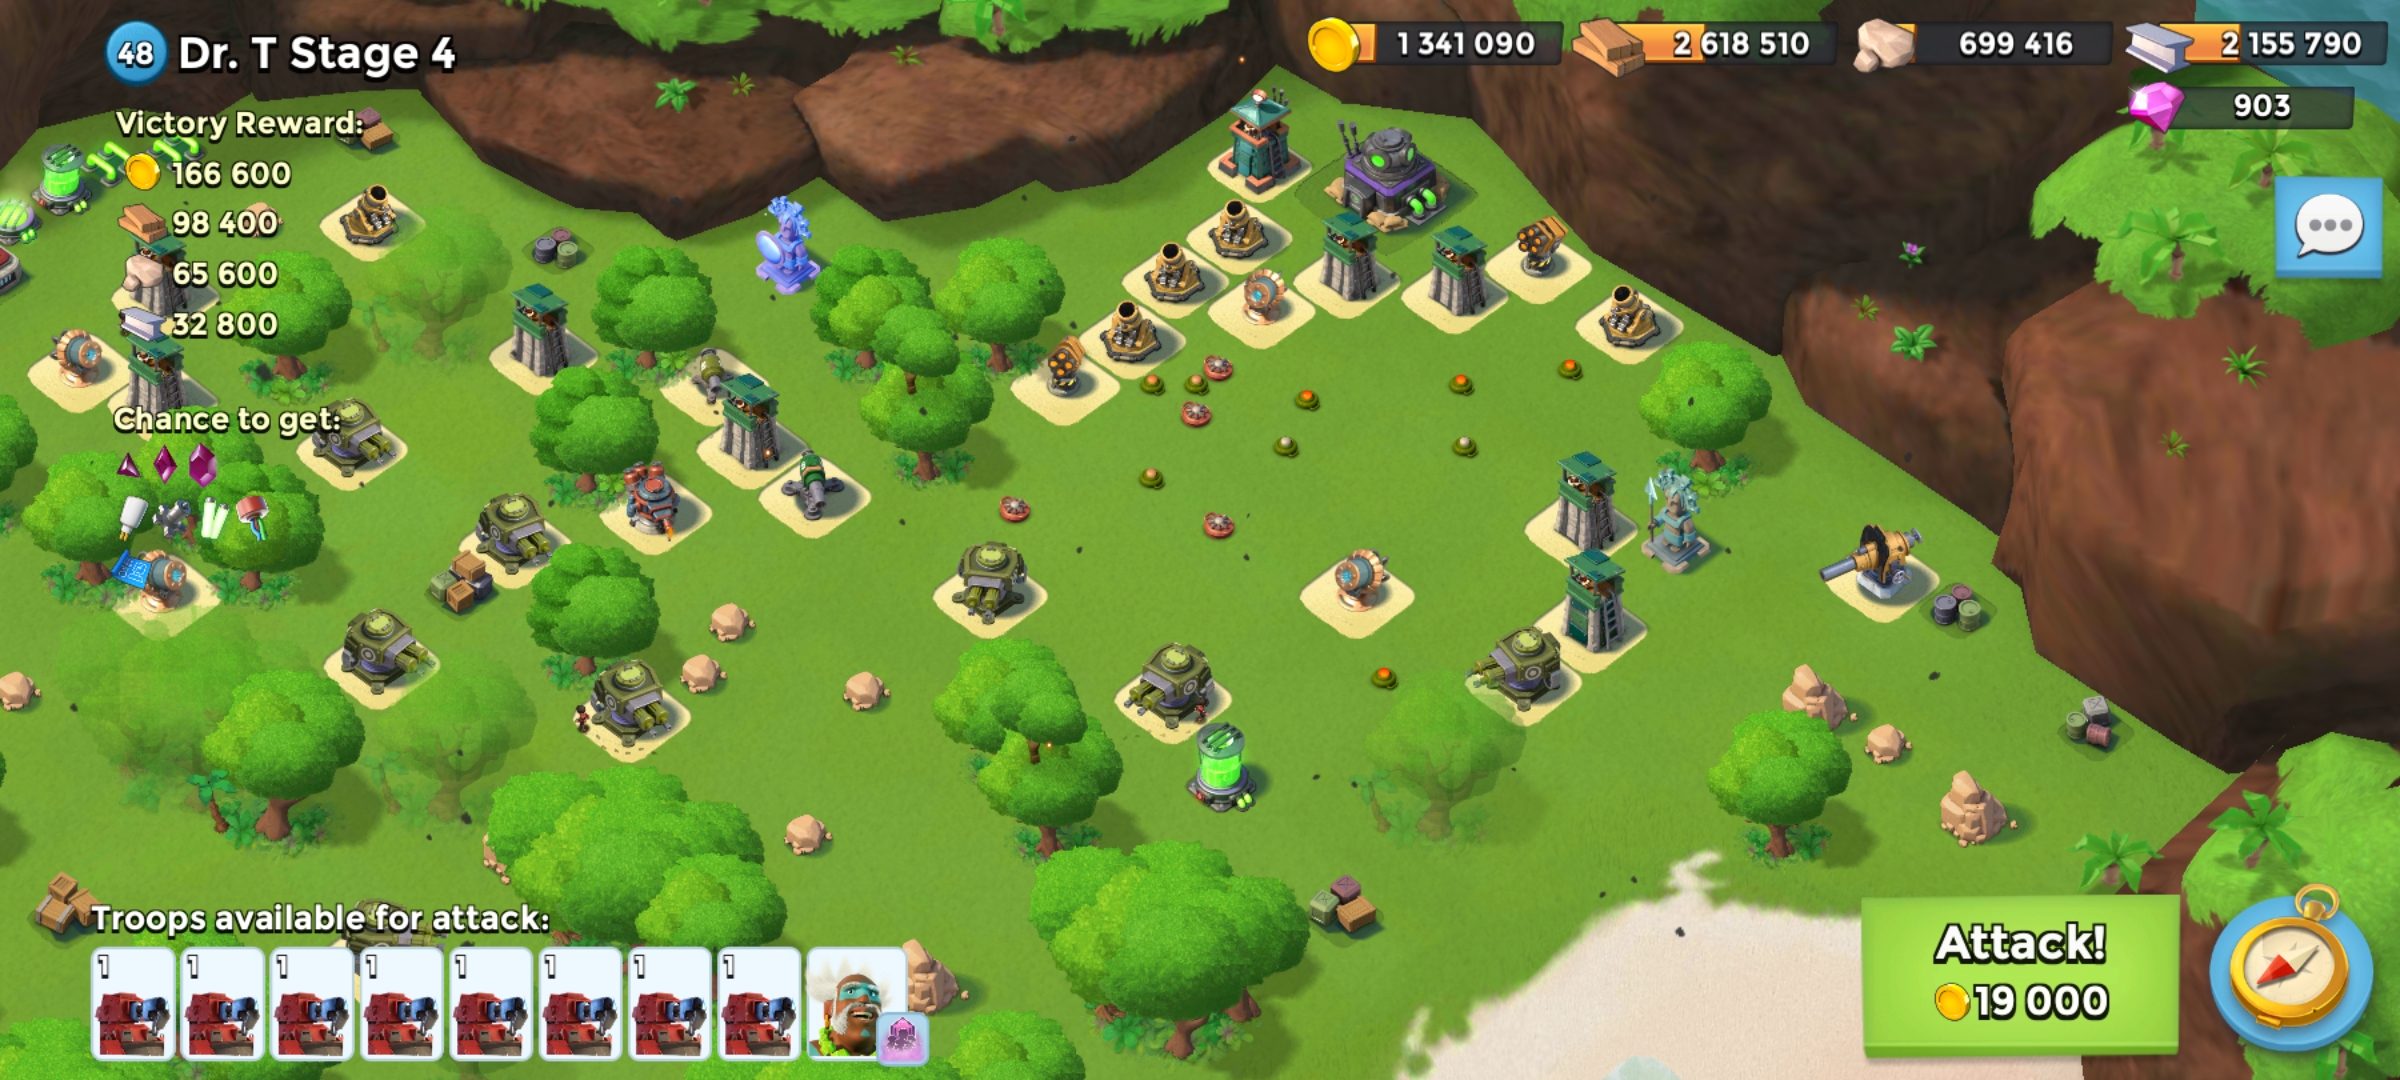 48 Dr. T Stage 4
1 341 090
2 618 510
699 416
2 155 790
903
Victory Reward:
166 600
98 400
65 600
32 800
Chance to get:
Troops available for attack:
1 1 1 1 1 1 1 1
Attack!
19 000